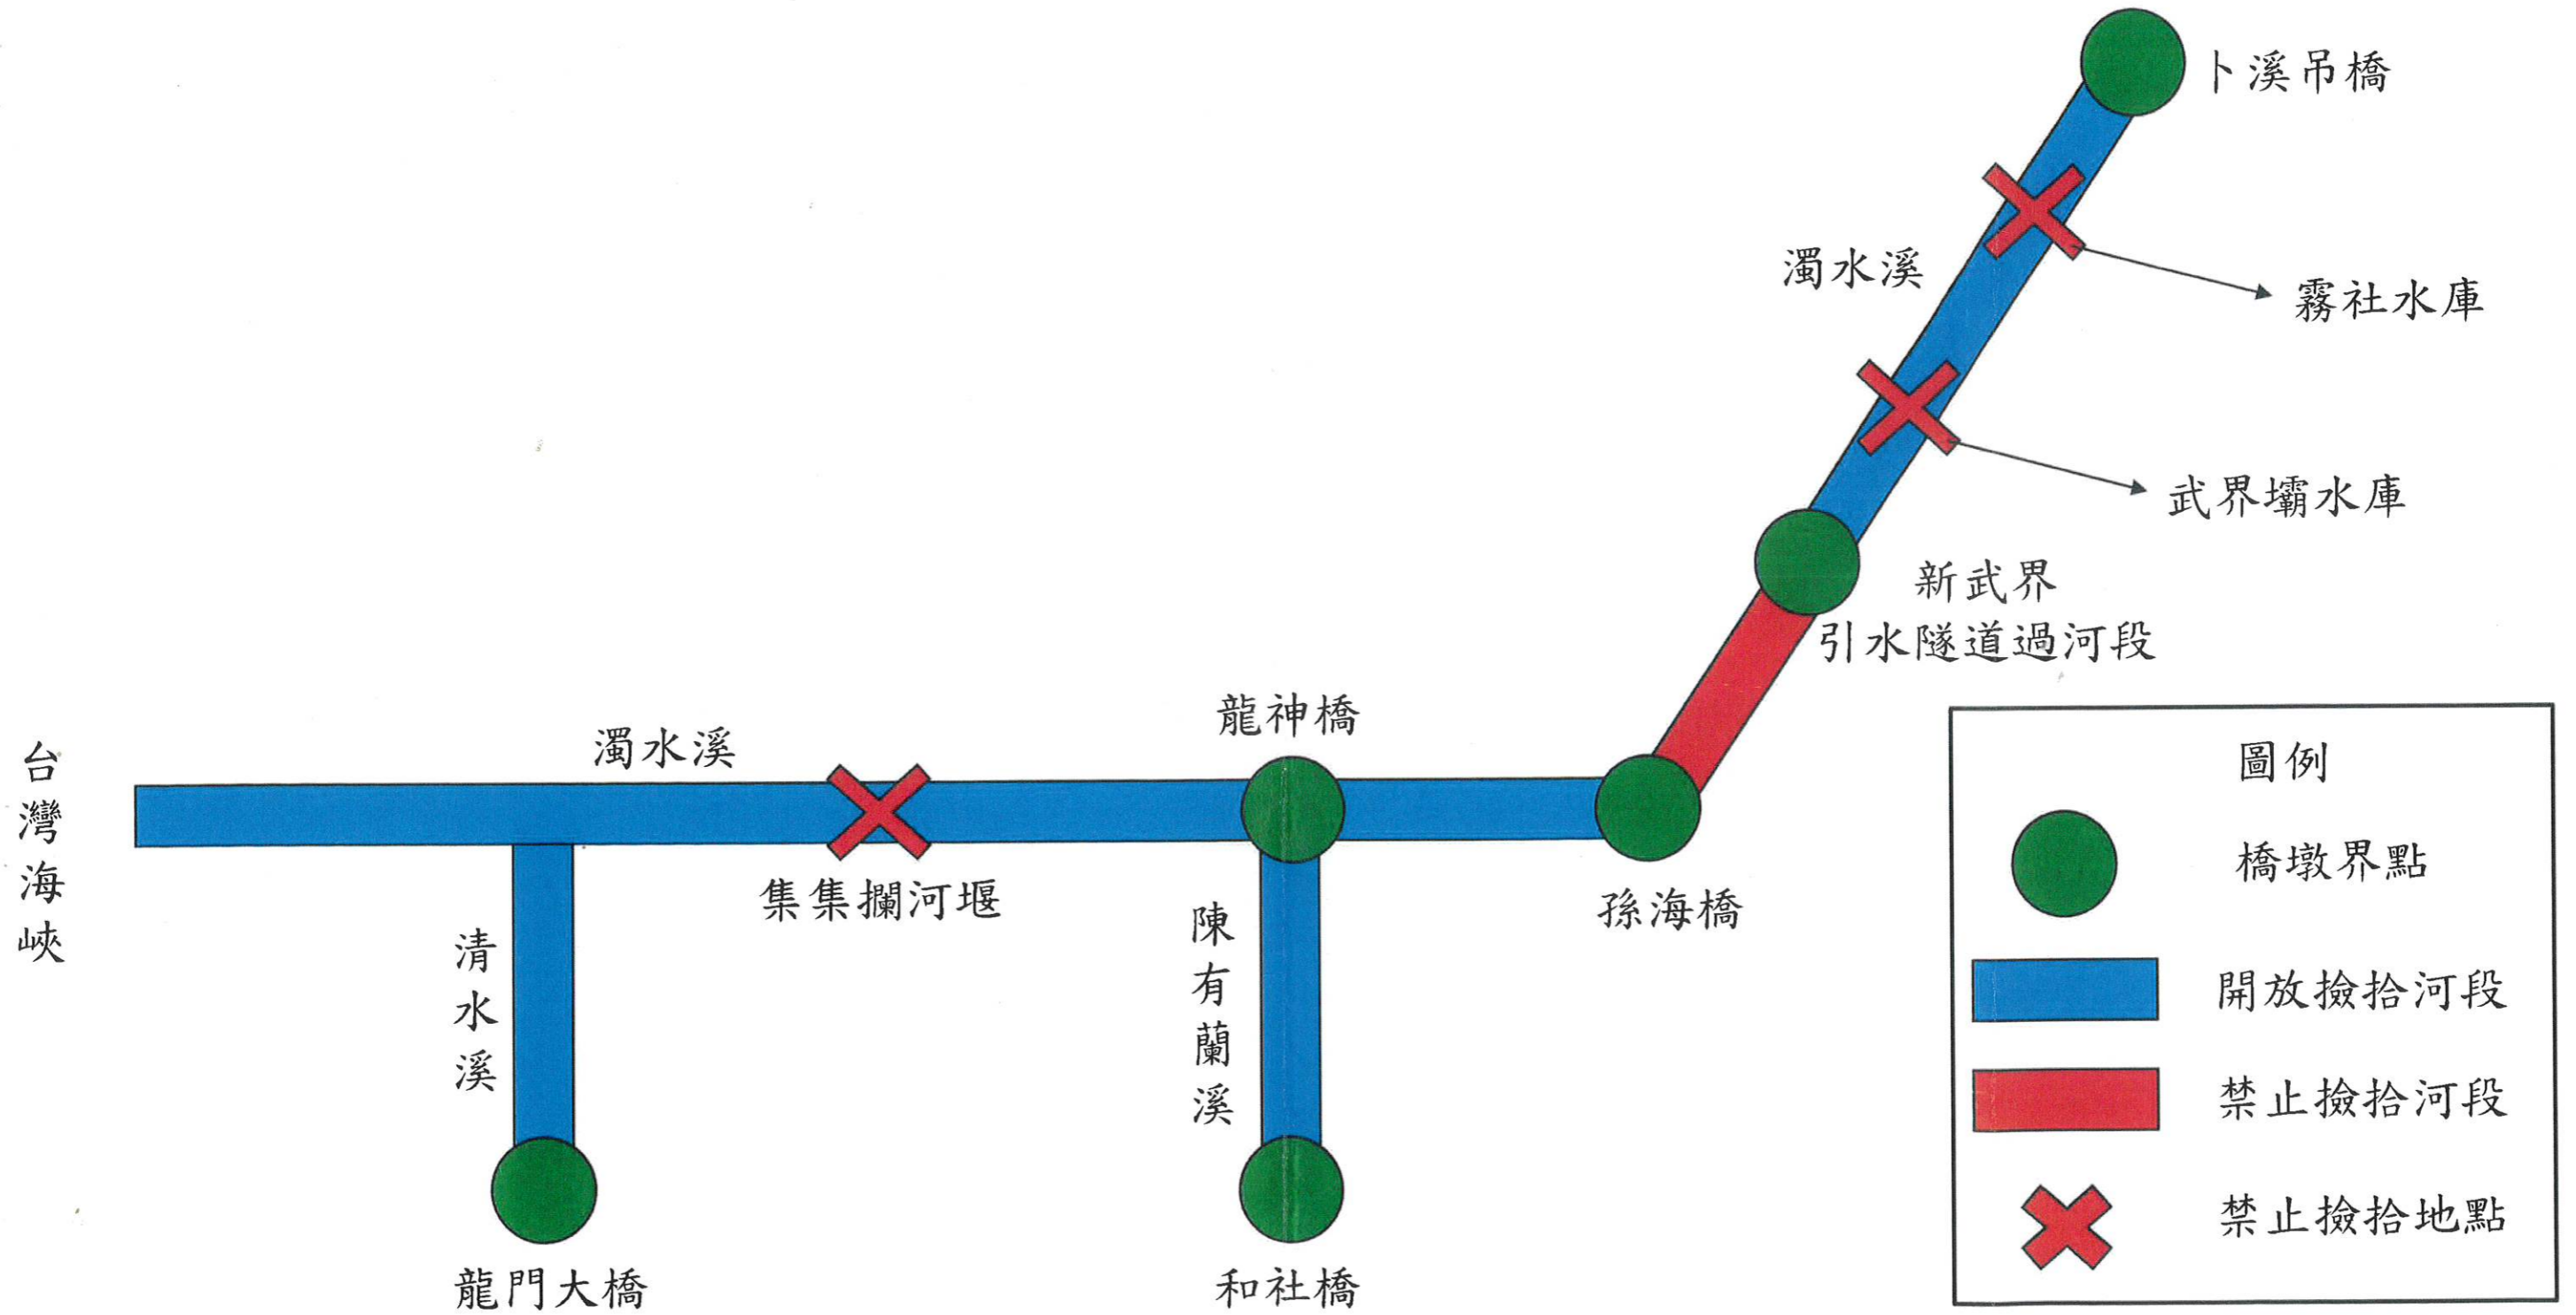 卜溪吊橋
濁水溪
霧社水庫
武界壩水庫
新武界
引水隧道過河段
龍神橋
濁水溪
台灣海峽
集集攔河堰
孫海橋
清水溪
陳有蘭溪
龍門大橋
和社橋
圖例
橋墩界點
開放撿拾河段
禁止撿拾河段
禁止撿拾地點